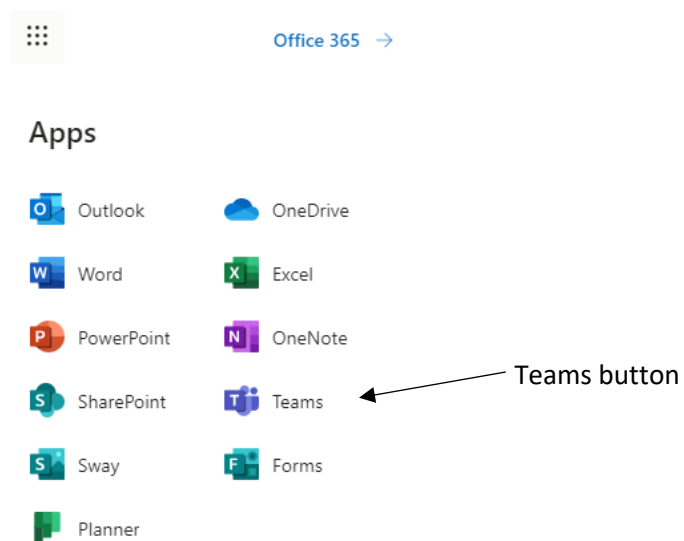 Office 365 →
Apps
Outlook OneDrive
Word Excel
PowerPoint OneNote
SharePoint Teams
Teams button
Sway Forms
Planner